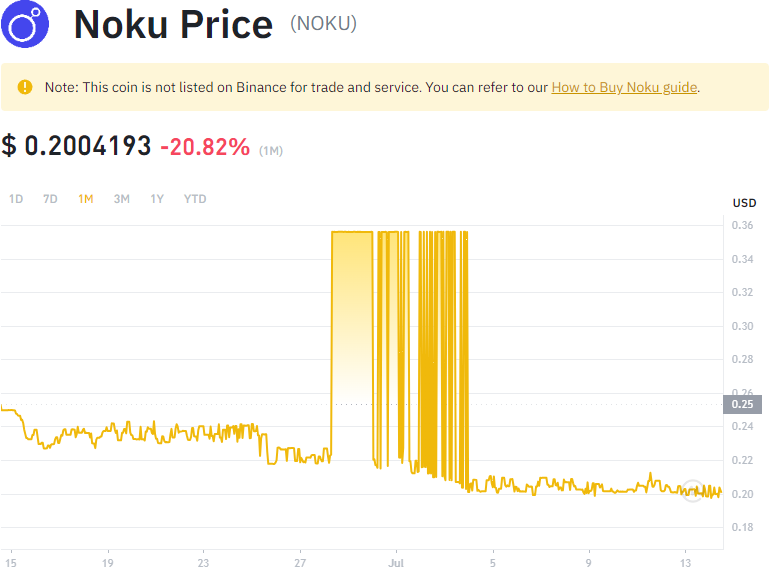 Noku Price (NOKU)
Note: This coin is not listed on Binance for trade and service. You can refer to our How to Buy Noku guide.
$ 0.2004193 -20.82% (1M)
1D 7D 1M 3M 1Y YTD
USD
0.36
0.34
0.32
0.30
0.28
0.26
0.25
0.24
0.22
0.20
0.18
15 19 23 27 Jul 5 9 13